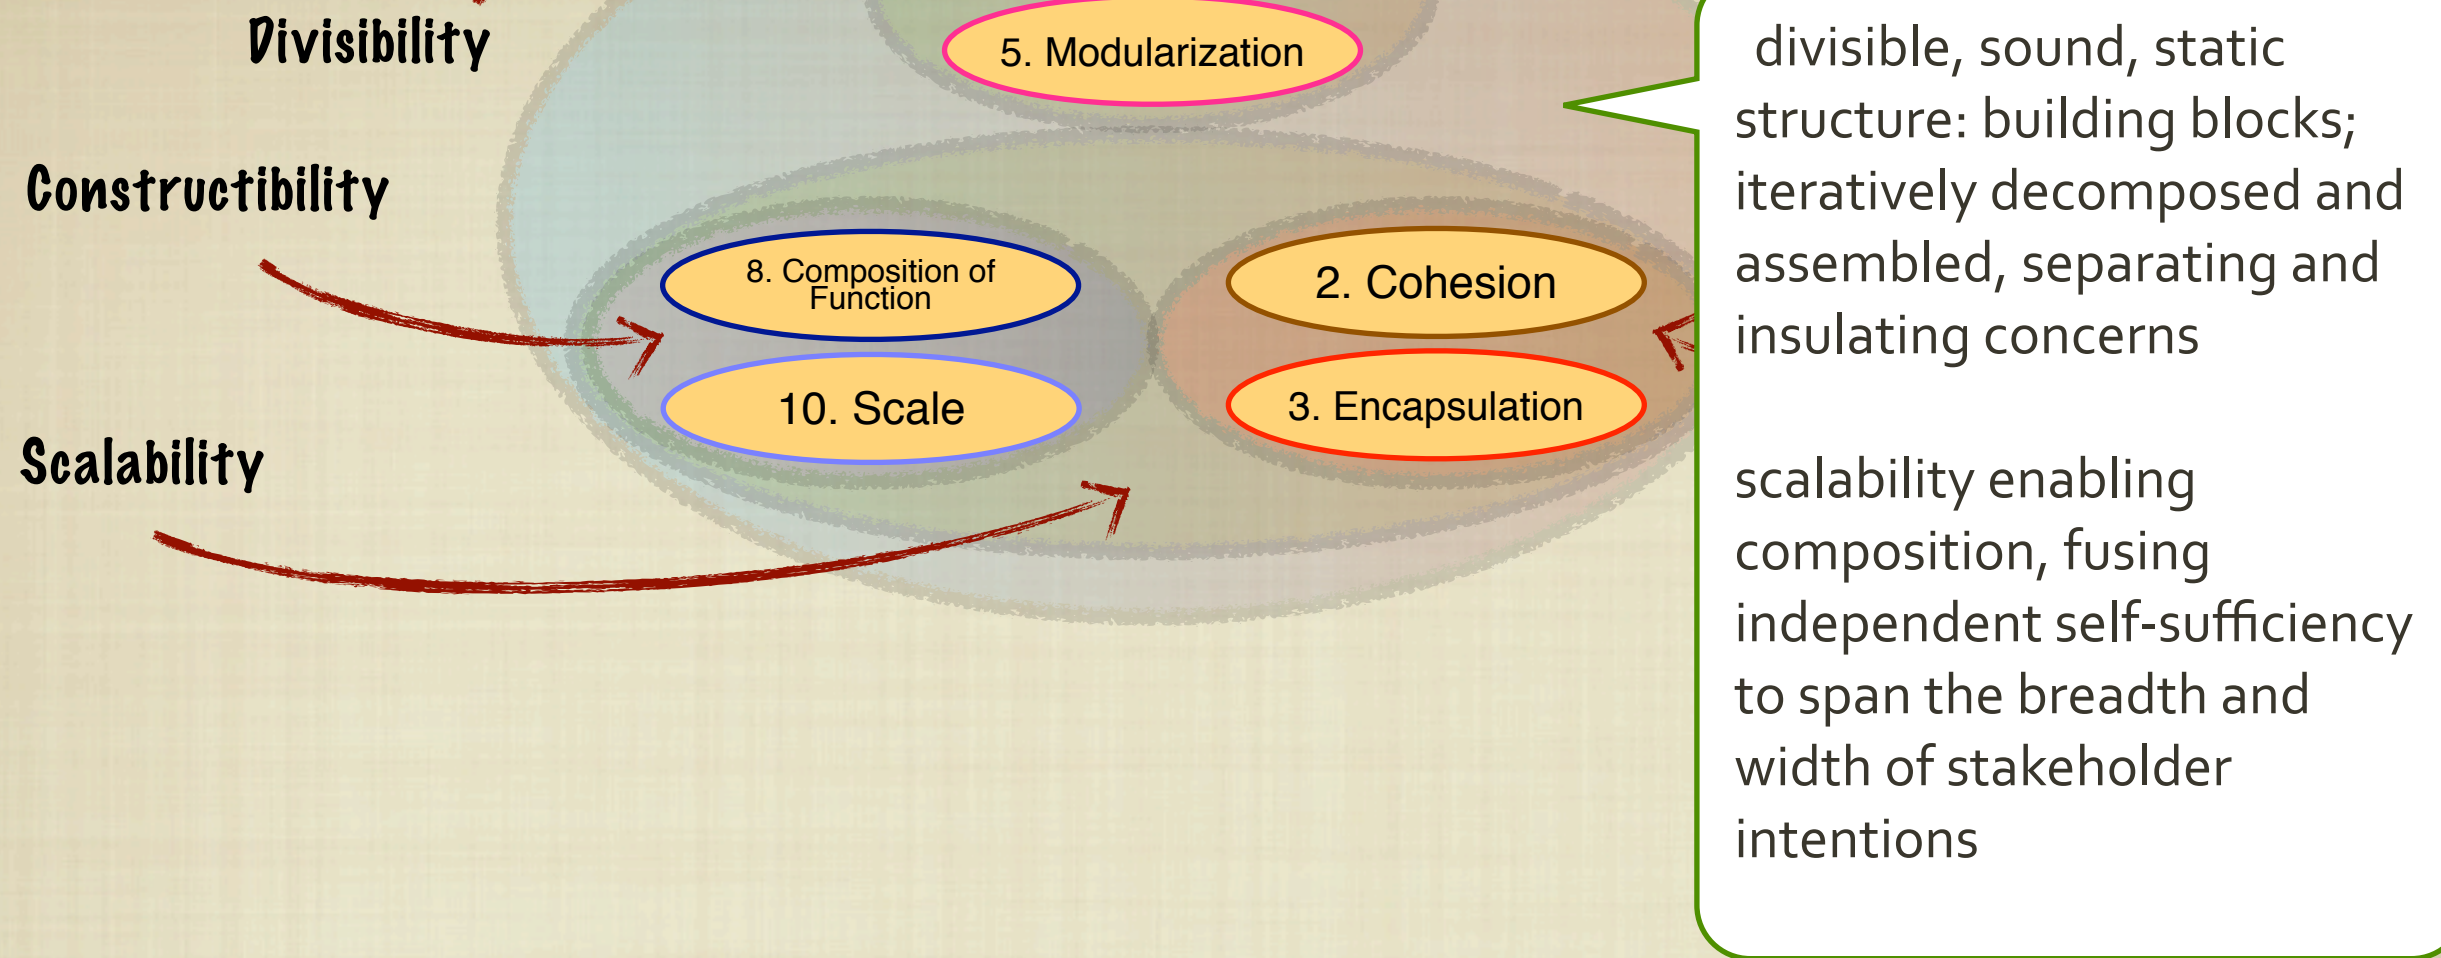 Divisibility
5. Modularization
Constructibility
8. Composition of
Function
2. Cohesion
10. Scale
3. Encapsulation
Scalability
divisible, sound, static
structure: building blocks;
iteratively decomposed and
assembled, separating and
insulating concerns
scalability enabling
composition, fusing
independent self-sufficiency
to span the breadth and
width of stakeholder
intentions